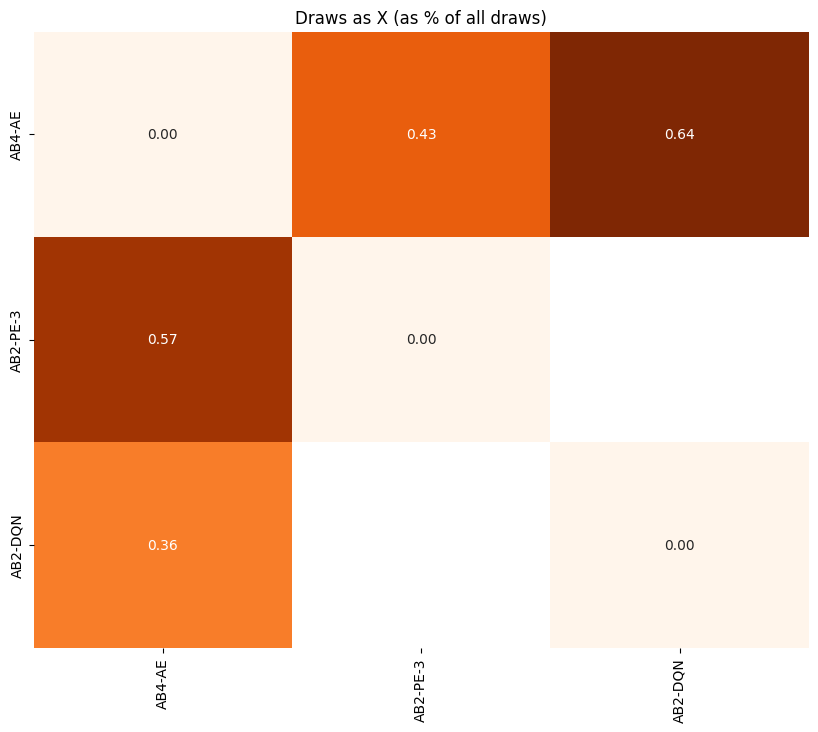 Draws as X (as % of all draws)
AB4-AE
0.00
0.43
0.64
AB2-PE-3
0.57
0.00
AB2-DQN
0.36
0.00
AB4-AE
AB2-PE-3
AB2-DQN